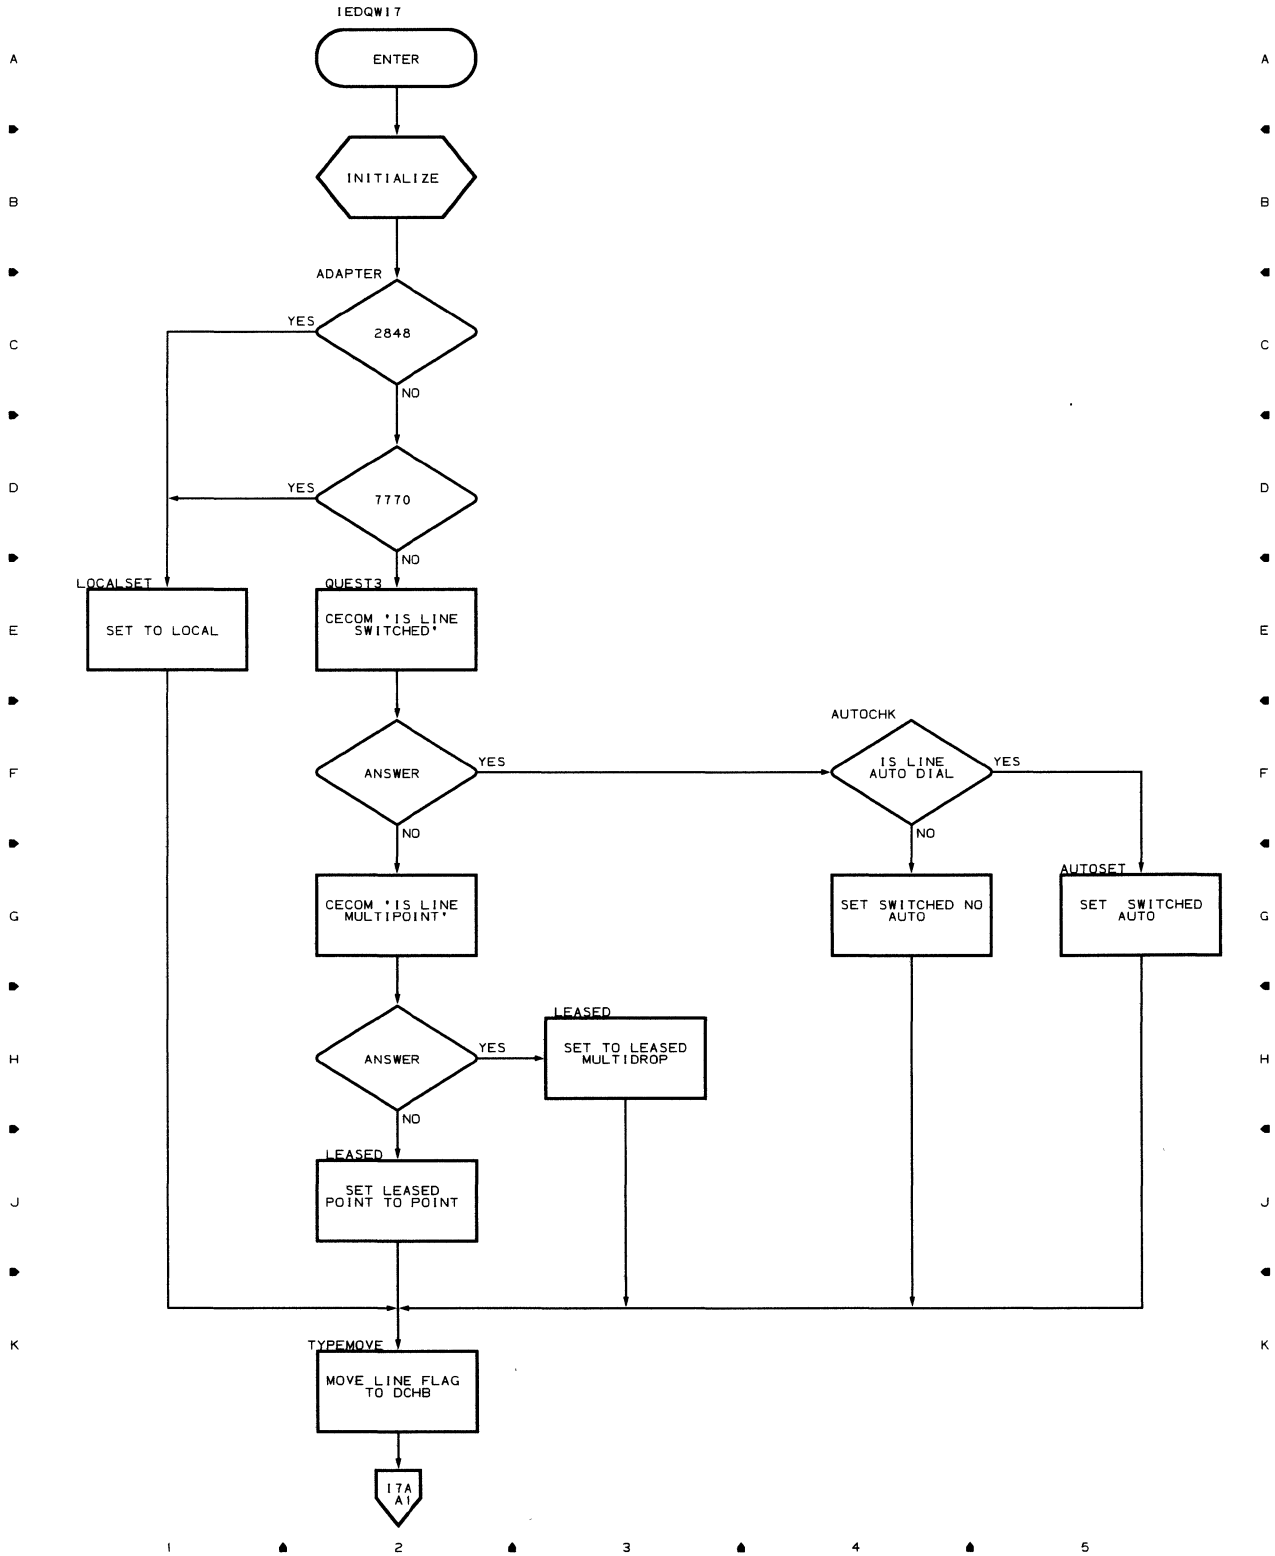 IEDQW17
A
ENTER
A
INITIALIZE
B
B
ADAPTER
YES
2848
C
C
NO
D
YES
7770
D
NO
LOCALSET
QUEST3
CECOM 'IS LINE
SWITCHED'
E
SET TO LOCAL
E
AUTOCHK
YES
IS LINE
AUTO DIAL
YES
F
ANSWER
F
NO
NO
AUTOSET
CECOM 'IS LINE
MULTIPOINT'
SET SWITCHED NO
AUTO
SET SWITCHED
AUTO
G
G
LEASED
YES
SET TO LEASED
MULTIDROP
H
ANSWER
H
NO
LEASED
SET LEASED
POINT TO POINT
J
J
K
TYPEMOVE
K
MOVE LINE FLAG
TO DCHB
17A
A1
1
2
3
4
5